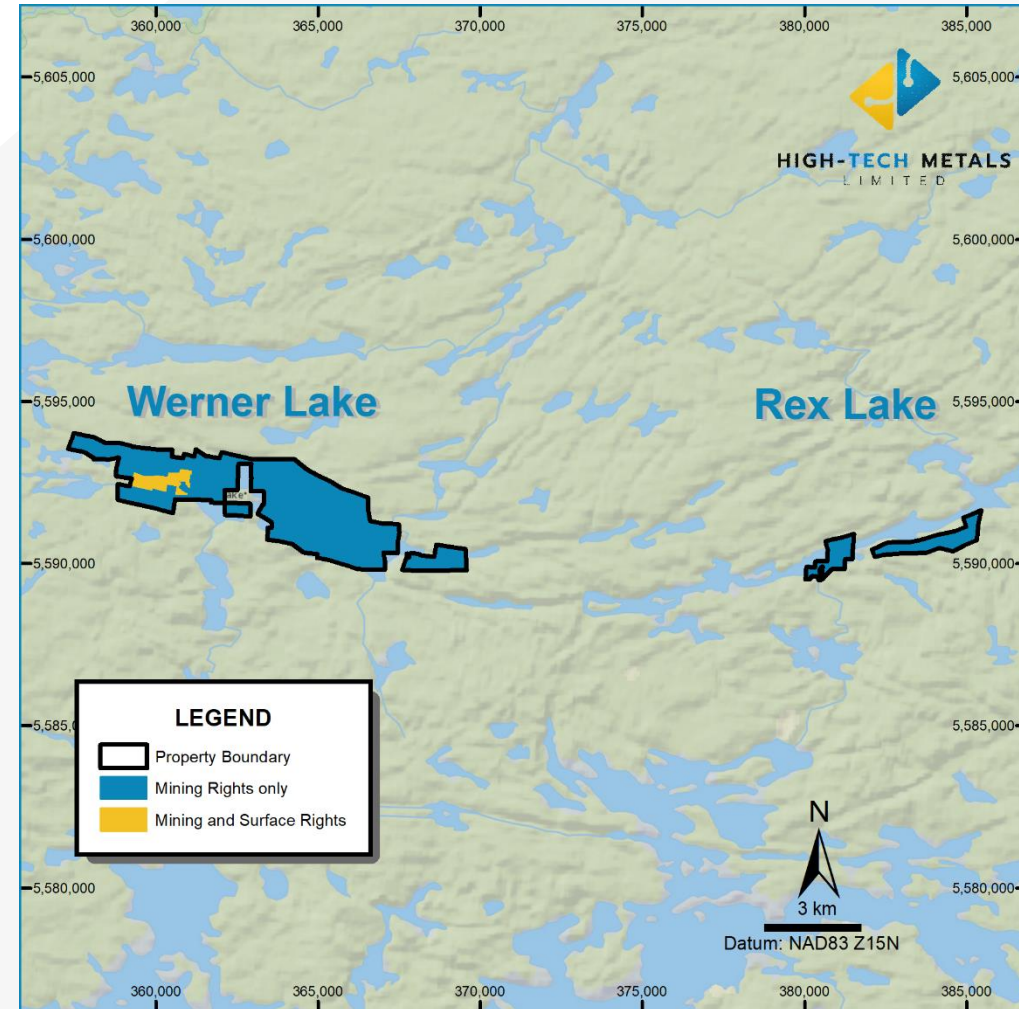 360,000 365,000 370,000 375,000 380,000 385,000
5,605,000 5,605,000
HIGH-TECH METALS
LIMITED
5,600,000 5,600,000
Werner Lake Rex Lake
5,595,000 5,595,000
5,590,000 5,590,000
LEGEND
Property Boundary
Mining Rights only
Mining and Surface Rights
5,585, 5,585,000
N
5,580,000 5,580,000
3 km
Datum: NAD83 Z15N
360,000 365,000 370,000 375,000 380,000 385,000